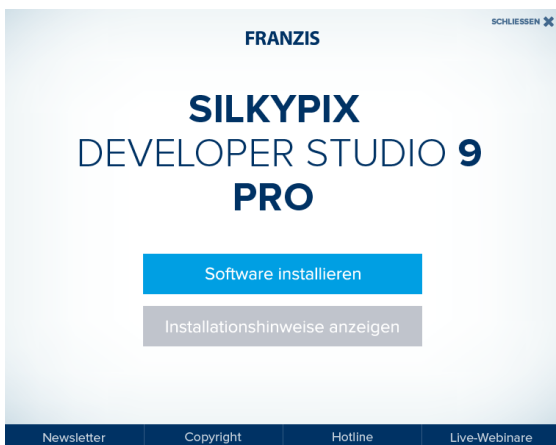 SCHLIESSEN
FRANZIS
SILKYPIX
DEVELOPER STUDIO 9
PRO
Software installieren
Installationshinweise anzeigen
Newsletter Copyright Hotline Live-Webinare